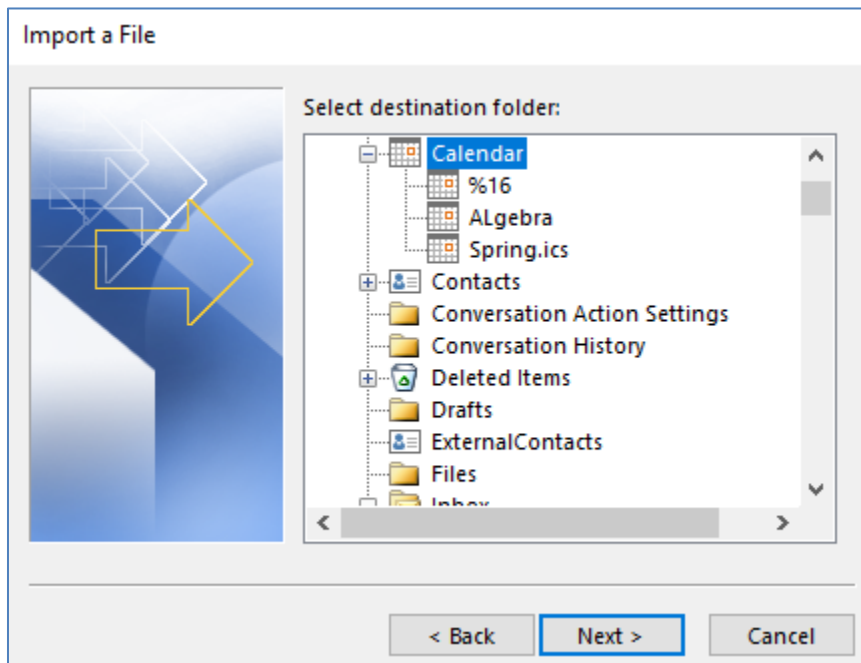 Import a File
Select destination folder:
Calendar
%16
ALgebra
Spring.ics
Contacts
Conversation Action Settings
Conversation History
Deleted Items
Drafts
ExternalContacts
Files
Inbox
< Back
Next >
Cancel